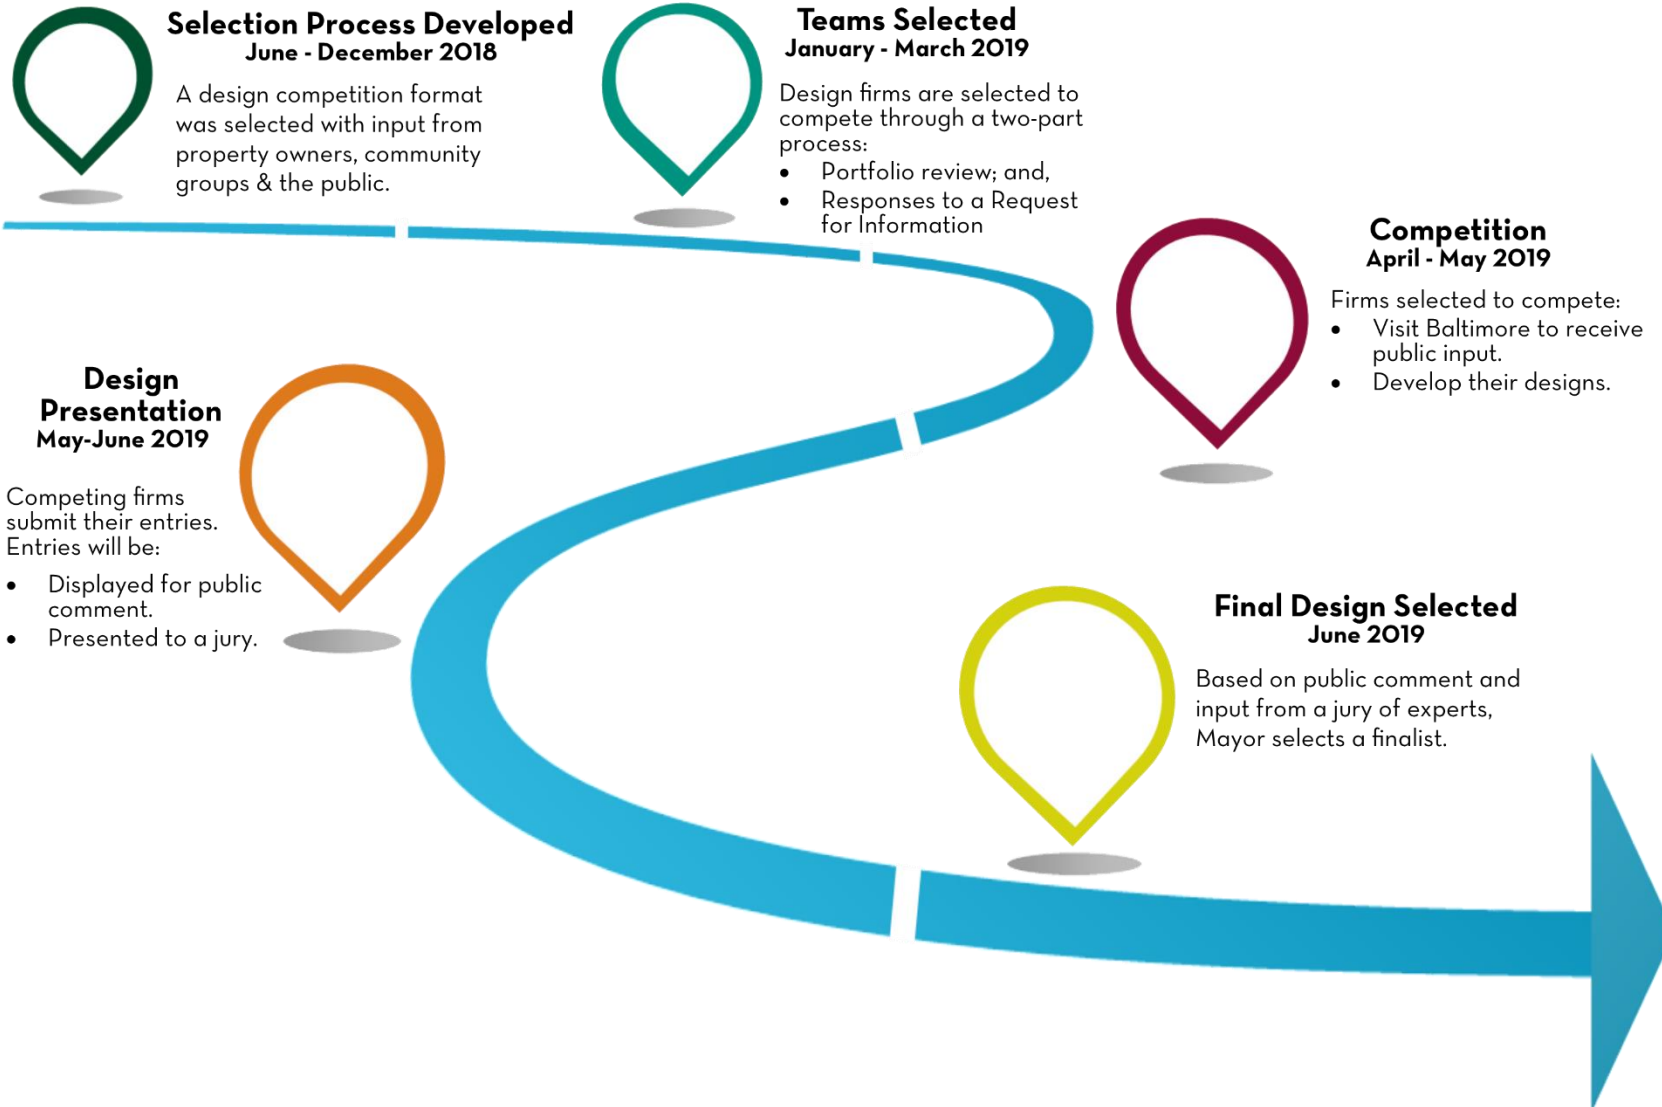 Selection Process Developed
June - December 2018
A design competition format
was selected with input from
property owners, community
groups & the public.
Teams Selected
January - March 2019
Design firms are selected to
compete through a two-part
process:
• Portfolio review; and,
• Responses to a Request
for Information
Competition
April - May 2019
Firms selected to compete:
• Visit Baltimore to receive
public input.
• Develop their designs.
Design
Presentation
May-June 2019
Competing firms
submit their entries.
Entries will be:
• Displayed for public
comment.
• Presented to a jury.
Final Design Selected
June 2019
Based on public comment and
input from a jury of experts,
Mayor selects a finalist.